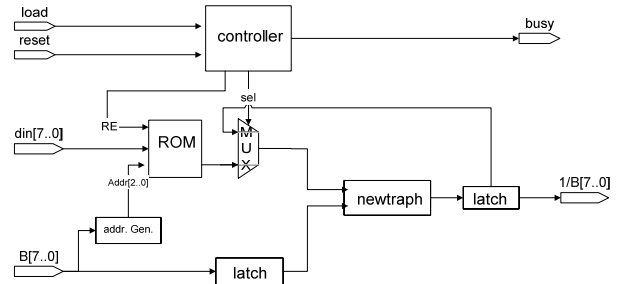 load
reset
controller
busy
sel
RE
din[7..0]
ROM
M
U
X
Addr[2..0]
newtraph
latch
1/B[7..0]
addr. Gen.
B[7..0]
latch